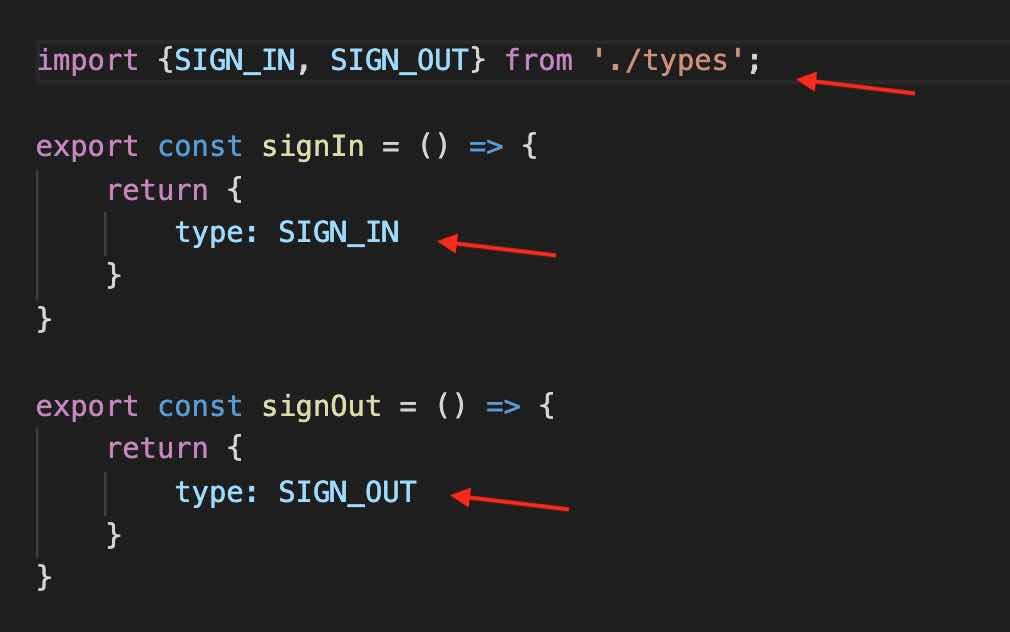 import {SIGN_IN, SIGN_OUT} from './types';
export const signIn = () => {
return {
type: SIGN_IN
}
}
export const signOut = () => {
return {
type: SIGN_OUT
}
}